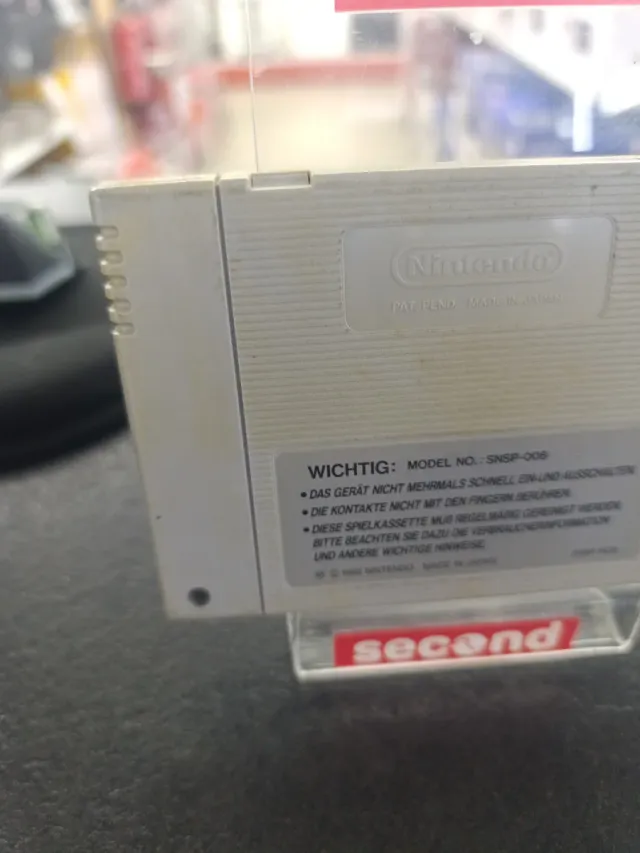 Nintendo®
PAT. PEND. MADE IN JAPAN
WICHTIG: MODEL NO.: SNSP-006
• DAS GERÄT NICHT MEHRMALS SCHNELL EIN-UND AUSSCHALTEN.
• DIE KONTAKTE NICHT MIT DEN FINGERN BERÜHREN.
• DIESE SPIELKASSETTE MUß REGELMÄßIG GEREINIGT WERDEN.
BITTE BEACHTEN SIE DAZU DIE VERBRAUCHERINFORMATION
UND ANDERE WICHTIGE HINWEISE.
NINTENDO MADE IN JAPAN
second